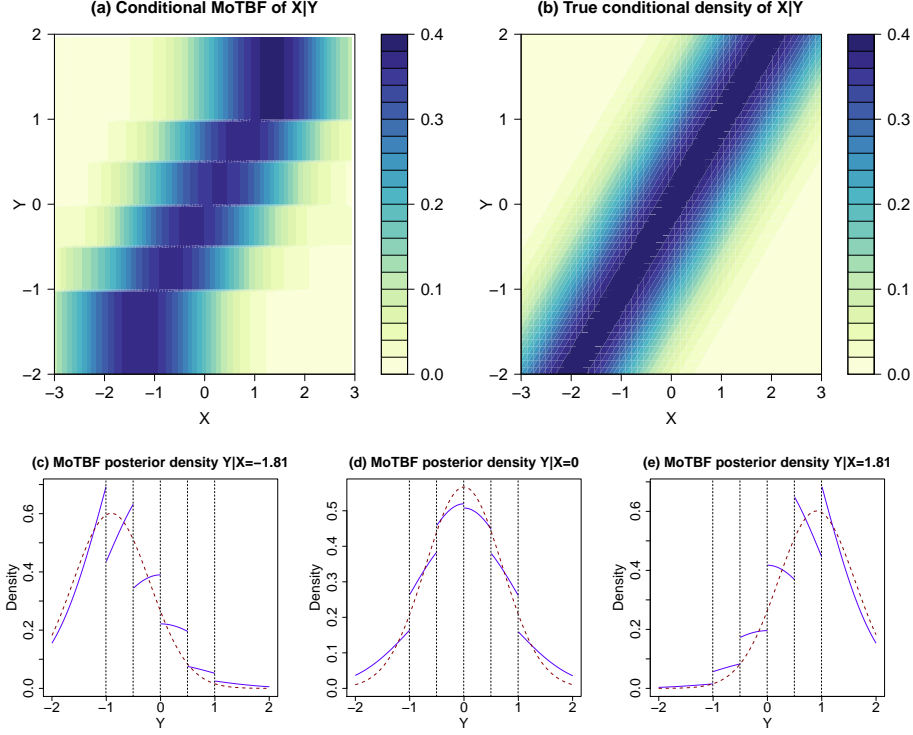 (a) Conditional MoTBF of X|Y
(b) True conditional density of X|Y
2
1
0
−1
−2
Y
−3 −2 −1 0 1 2 3
X
0.4
0.3
0.2
0.1
0.0
2
1
0
−1
−2
Y
−3 −2 −1 0 1 2 3
X
0.4
0.3
0.2
0.1
0.0
(c) MoTBF posterior density Y|X=−1.81
(d) MoTBF posterior density Y|X=0
(e) MoTBF posterior density Y|X=1.81
Density
0.0 0.2 0.4 0.6
−2 −1 0 1 2
Y
Density
0.0 0.1 0.2 0.3 0.4 0.5
−2 −1 0 1 2
Y
Density
0.0 0.2 0.4 0.6
−2 −1 0 1 2
Y